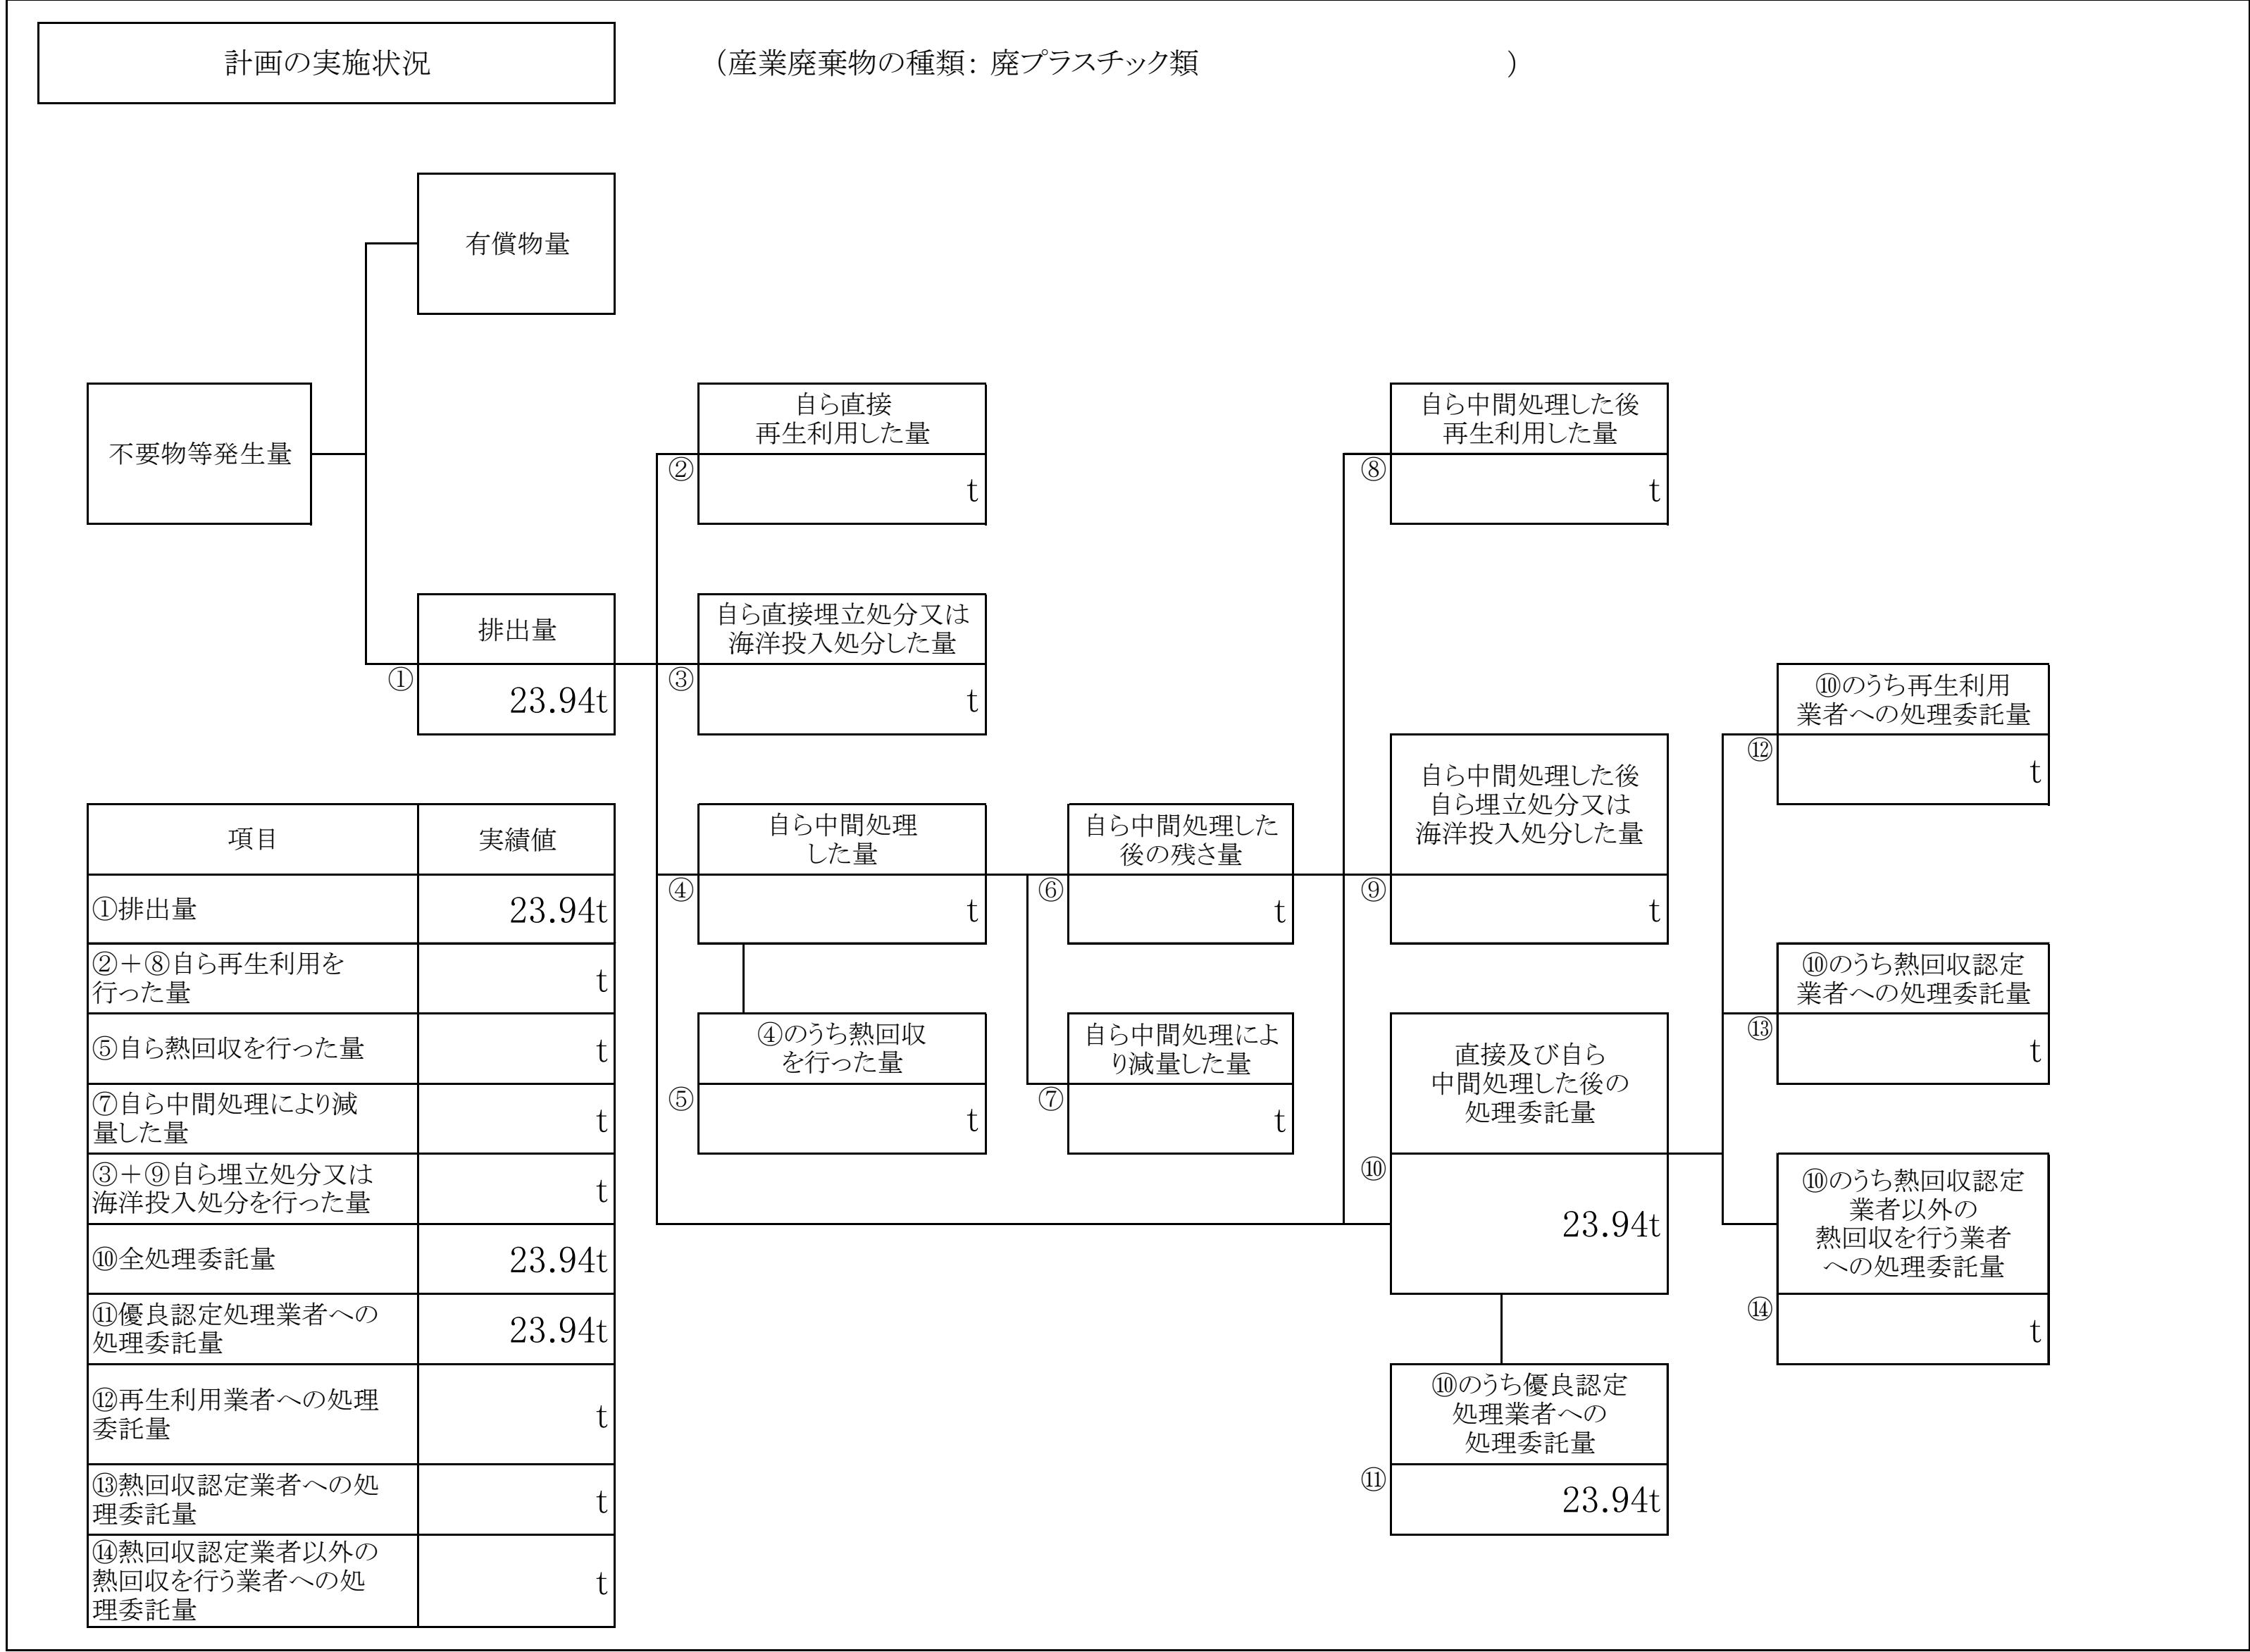 計画の実施状況
（産業廃棄物の種類：廃プラスチック類　）
有償物量
不要物等発生量
自ら直接
再生利用した量
②
t
自ら中間処理した後
再生利用した量
⑧
t
排出量
①
23.94t
自ら直接埋立処分又は
海洋投入処分した量
③
t
⑩のうち再生利用
業者への処理委託量
⑫
t
自ら中間処理した後
自ら埋立処分又は
海洋投入処分した量
⑨
t
自ら中間処理
した量
④
t
自ら中間処理した
後の残さ量
⑥
t
⑩のうち熱回収認定
業者への処理委託量
⑬
t
④のうち熱回収
を行った量
⑤
t
自ら中間処理によ
り減量した量
⑦
t
直接及び自ら
中間処理した後の
処理委託量
⑩
23.94t
⑩のうち熱回収認定
業者以外の
熱回収を行う業者
への処理委託量
⑭
t
⑩のうち優良認定
処理業者への
処理委託量
⑪
23.94t
項目 実績値
①排出量 23.94t
②＋⑧自ら再生利用を
行った量
t
⑤自ら熱回収を行った量 t
⑦自ら中間処理により減
量した量
t
③＋⑨自ら埋立処分又は
海洋投入処分を行った量
t
⑩全処理委託量 23.94t
⑪優良認定処理業者への
処理委託量
23.94t
⑫再生利用業者への処理
委託量
t
⑬熱回収認定業者への処
理委託量
t
⑭熱回収認定業者以外の
熱回収を行う業者への処
理委託量
t